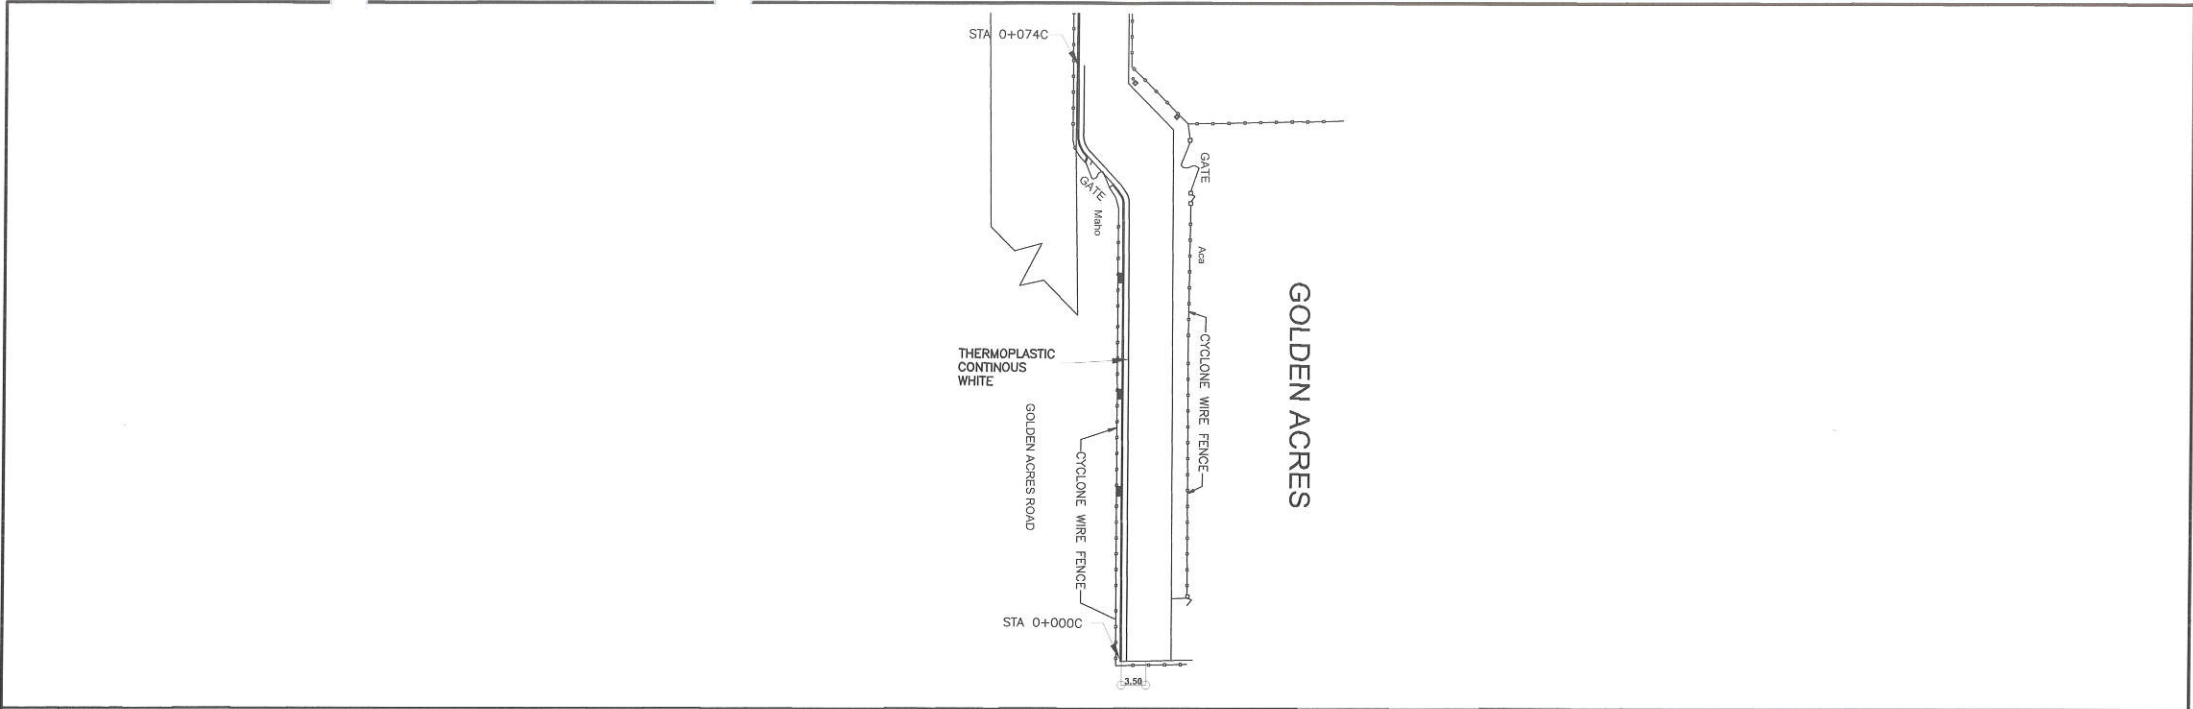 STA 0+074C
GATE
GATE
Maho
Aca
GOLDEN ACRES
CYCLONE WIRE FENCE
THERMOPLASTIC
CONTINOUS
WHITE
GOLDEN ACRES ROAD
CYCLONE WIRE FENCE
STA 0+000C
3.50